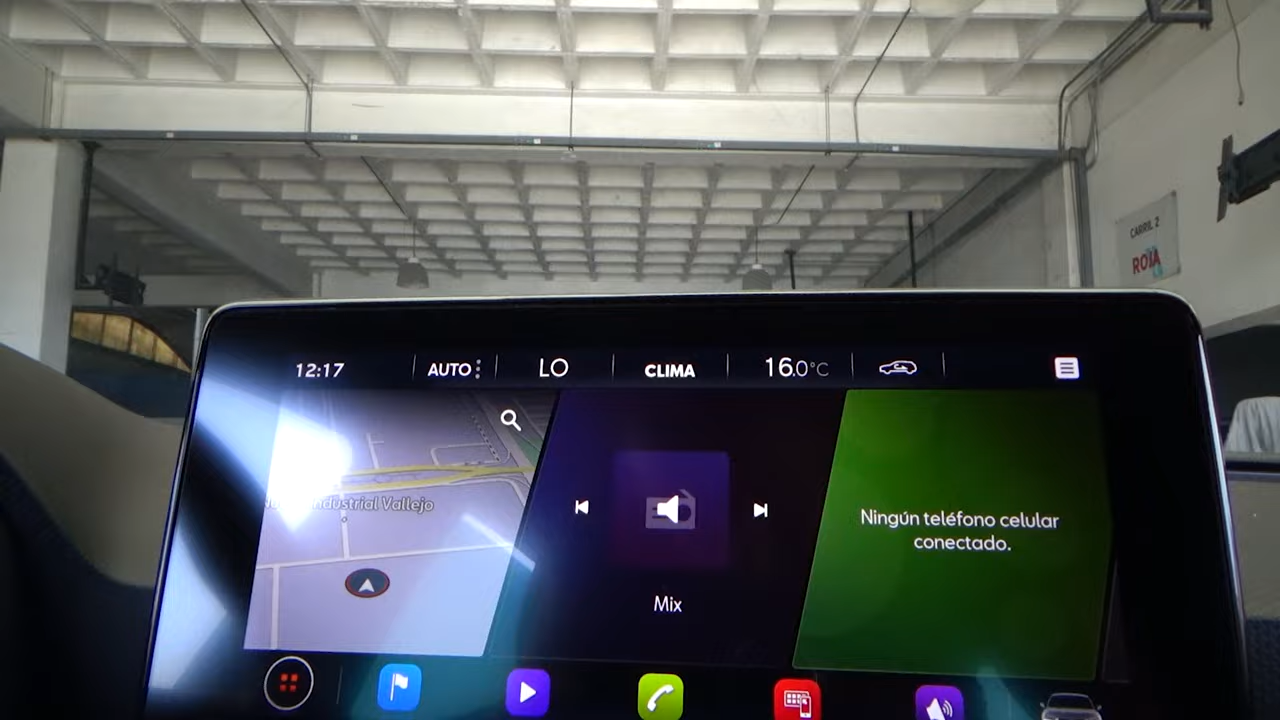 CARRIL 2
ROJA
12:17
AUTO
LO
CLIMA
16.0°C
Industrial Vallejo
Ningún teléfono celular
conectado.
Mix